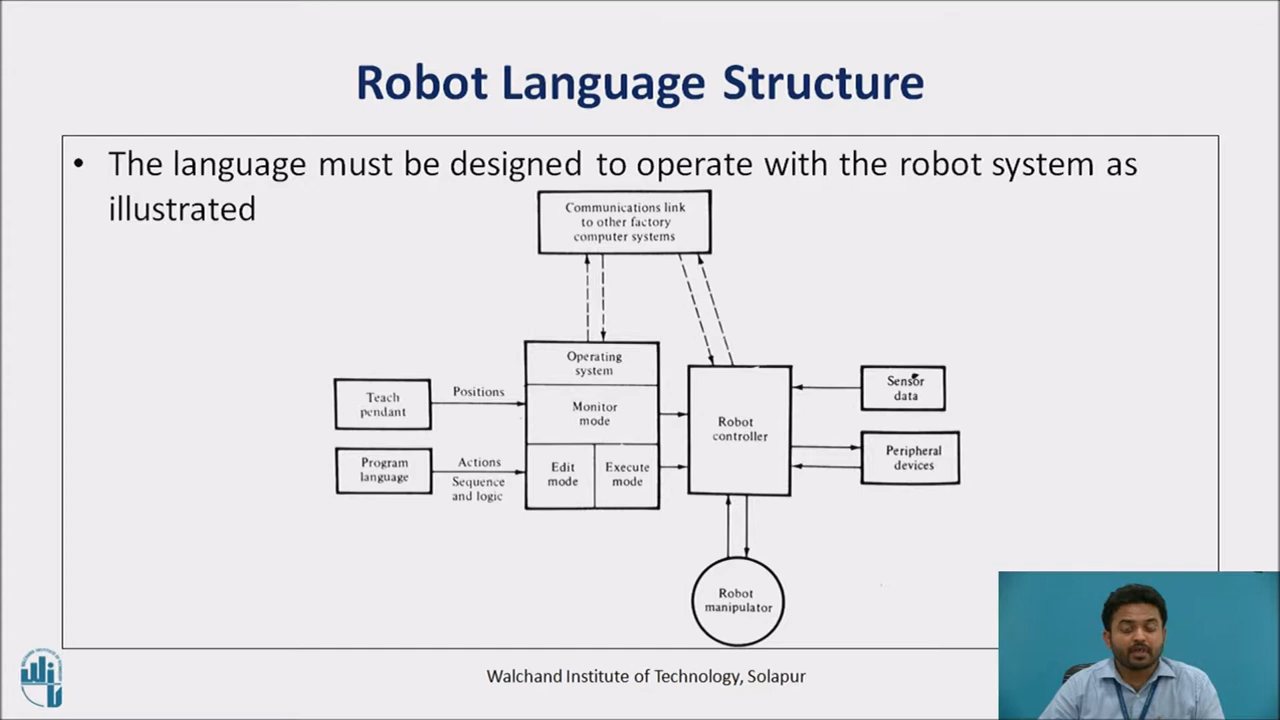 Robot Language Structure
• The language must be designed to operate with the robot system as
illustrated
Communications link
to other factory
computer systems
Operating
system
Teach
pendant
Positions
Monitor
mode
Robot
controller
Sensor
data
Program
language
Actions
Sequence
and logic
Edit
mode
Execute
mode
Peripheral
devices
Robot
manipulator
Walchand Institute of Technology, Solapur